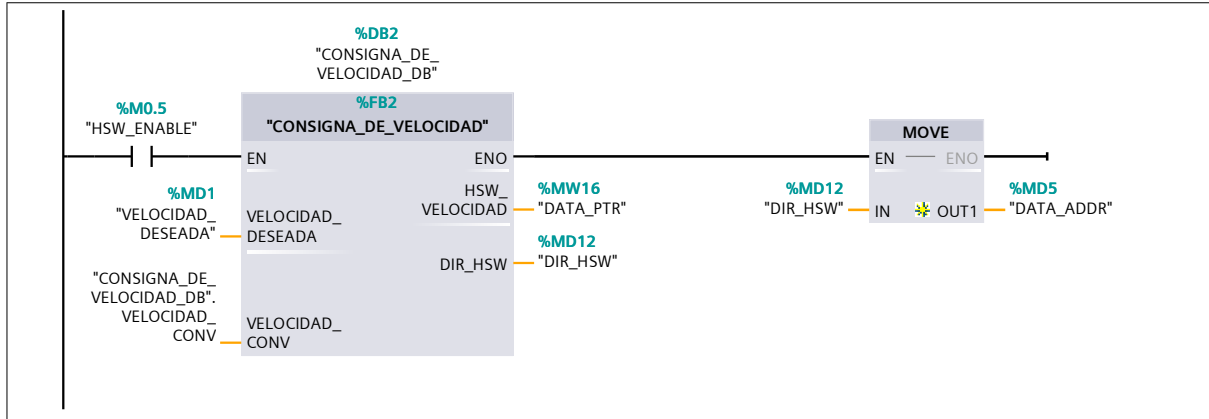 %DB2
"CONSIGNA_DE_
VELOCIDAD_DB"
%FB2
"CONSIGNA_DE_VELOCIDAD"
%M0.5
"HSW_ENABLE"
EN
ENO
%MD1
"VELOCIDAD_
DESEADA"
VELOCIDAD_
DESEADA
HSW_
VELOCIDAD
%MW16
"DATA_PTR"
DIR_HSW
%MD12
"DIR_HSW"
"CONSIGNA_DE_
VELOCIDAD_DB".
VELOCIDAD_
CONV
VELOCIDAD_
CONV
MOVE
EN
ENO
%MD12
"DIR_HSW"
IN
OUT1
%MD5
"DATA_ADDR"